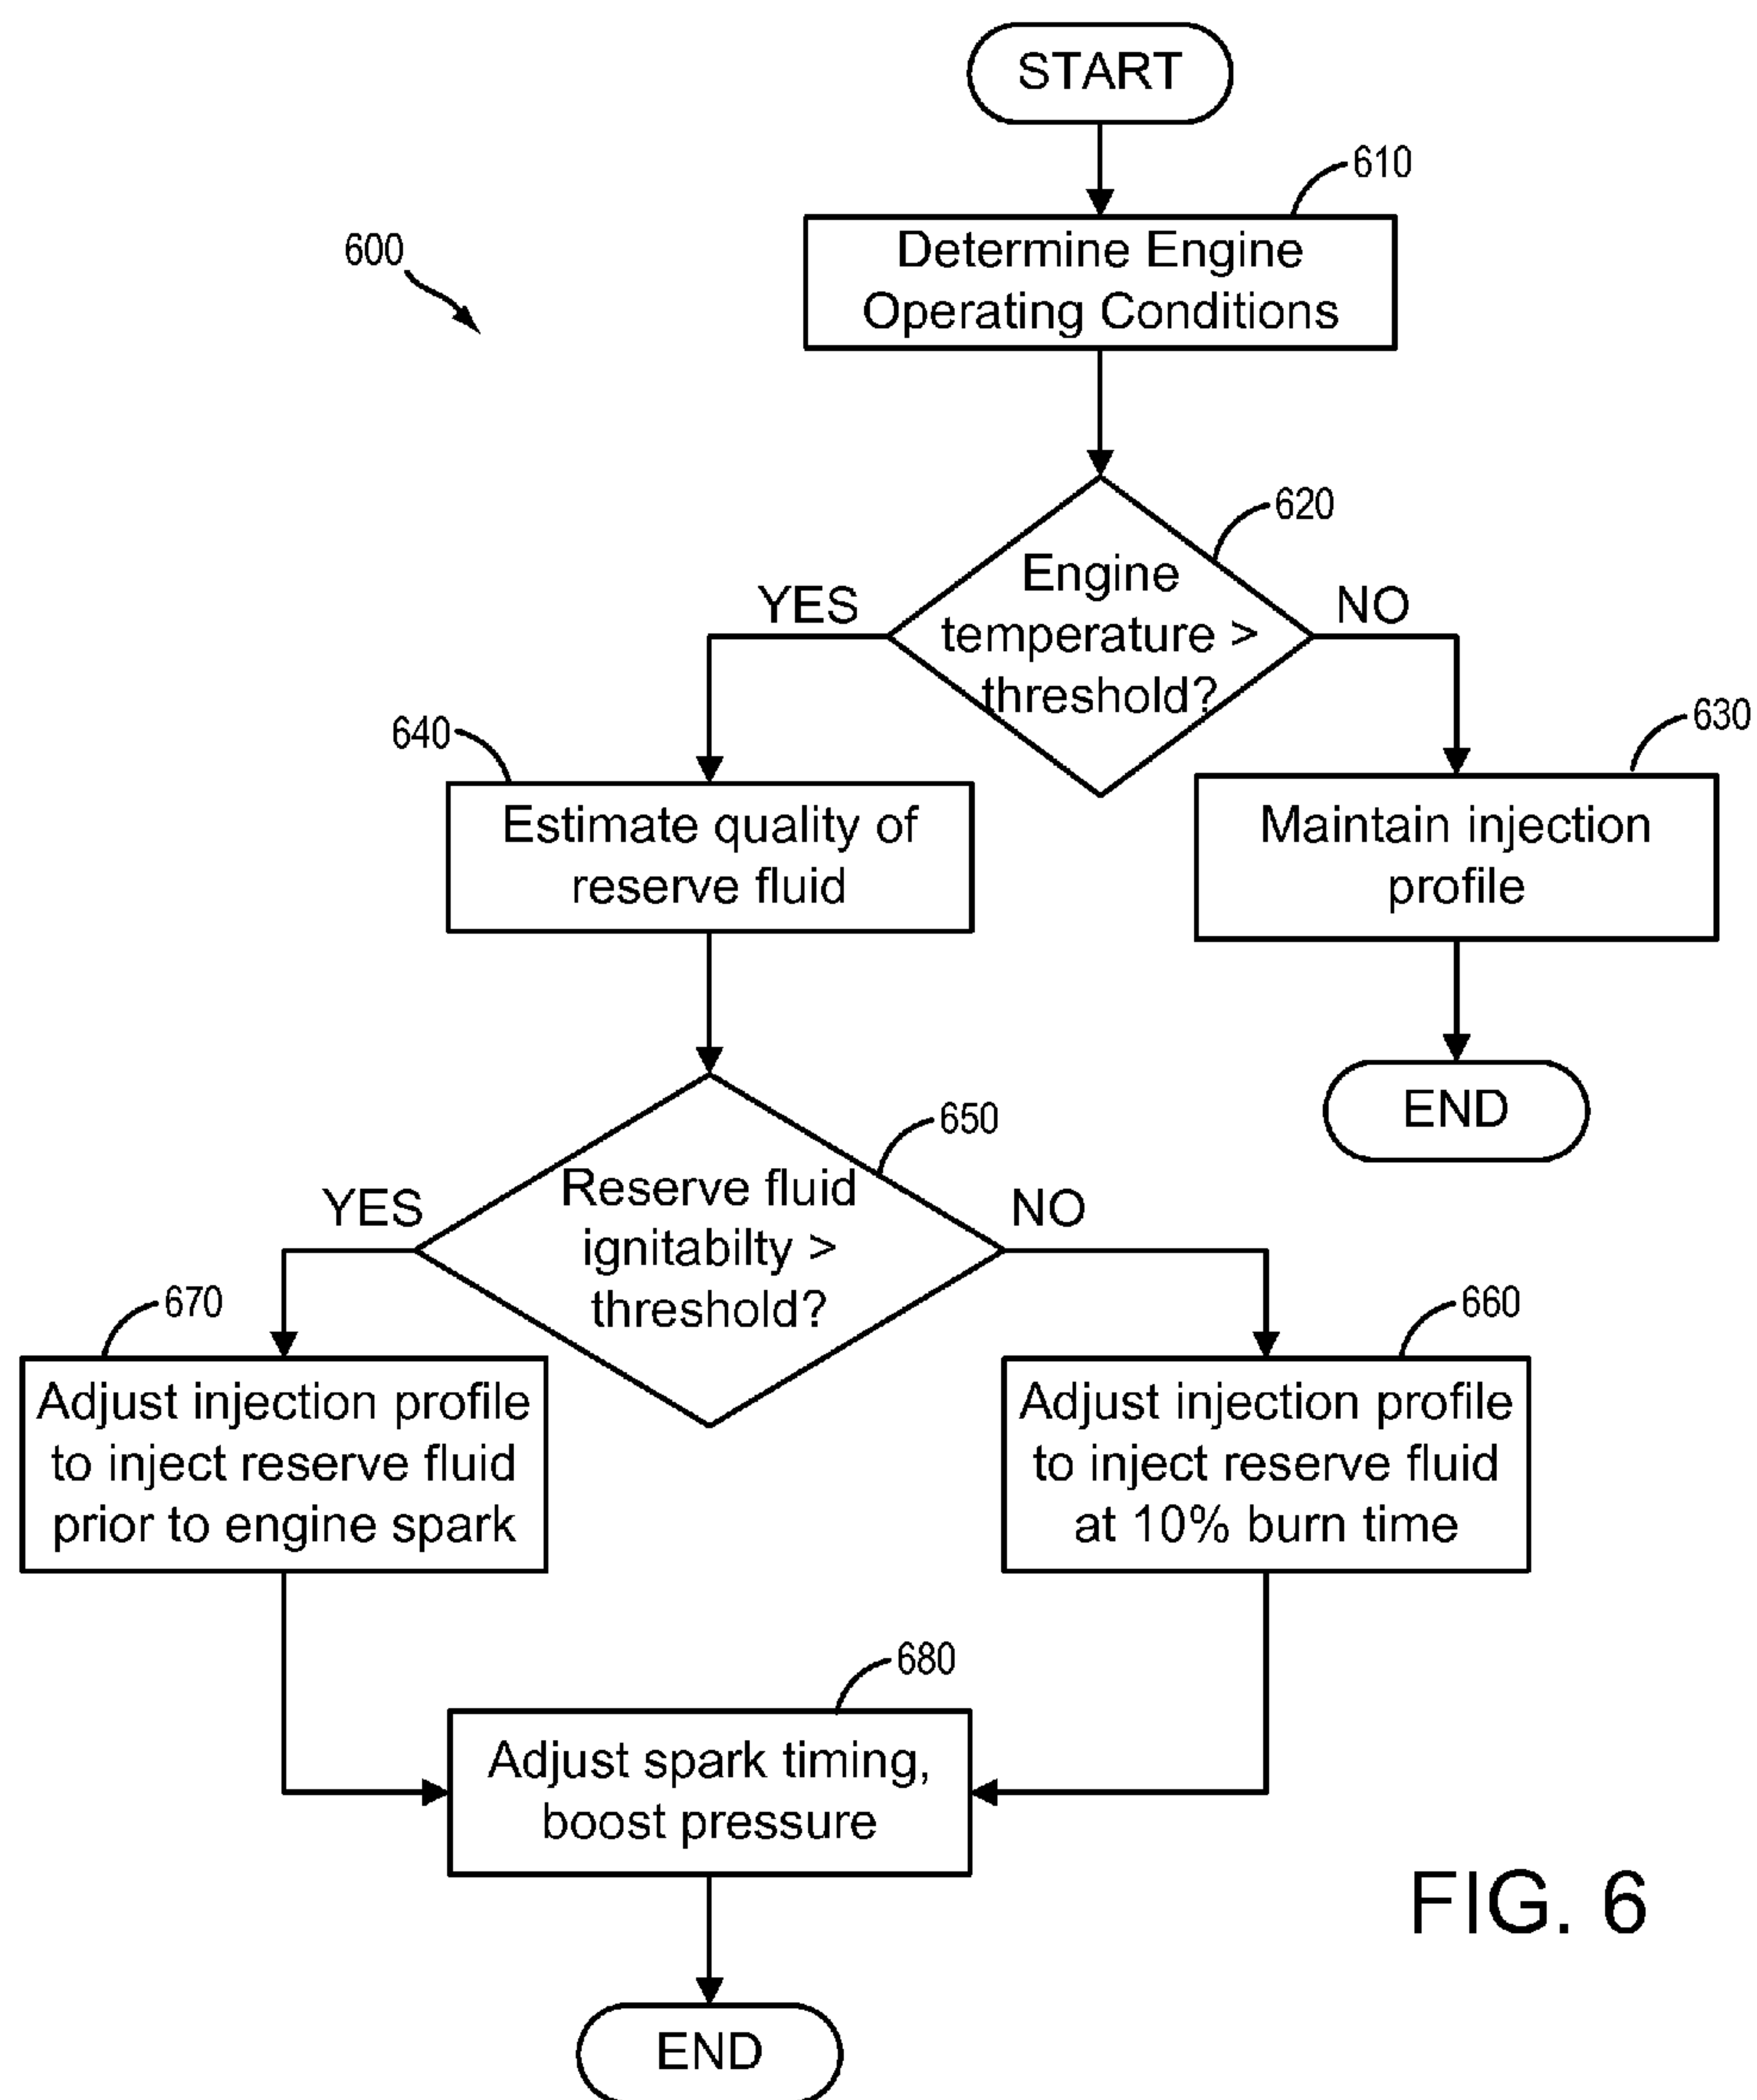 START
610
600
Determine Engine
Operating Conditions
620
Engine
temperature >
threshold?
YES
NO
640
630
Estimate quality of
reserve fluid
Maintain injection
profile
END
650
Reserve fluid
ignitabilty >
threshold?
YES
NO
670
660
Adjust injection profile
to inject reserve fluid
prior to engine spark
Adjust injection profile
to inject reserve fluid
at 10% burn time
680
Adjust spark timing,
boost pressure
FIG. 6
END